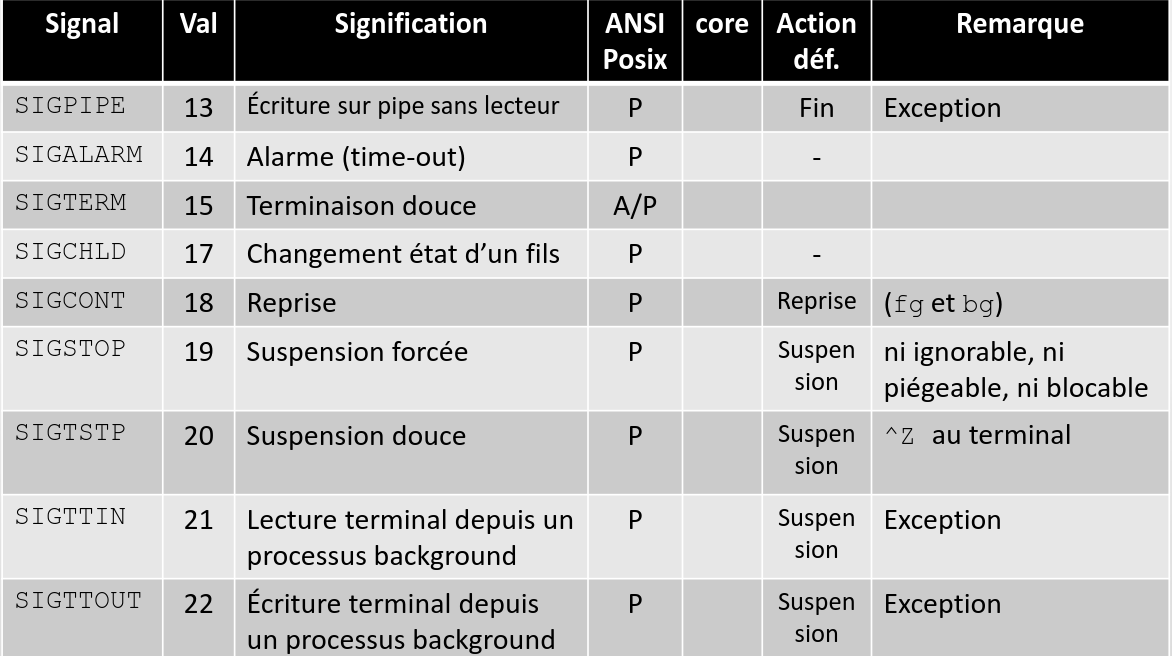 Signal Val Signification ANSI core Action Remarque
Posix déf.
SIGPIPE 13 Écriture sur pipe sans lecteur P Fin Exception
SIGALARM 14 Alarme (time-out) P -
SIGTERM 15 Terminaison douce A/P
SIGCHLD 17 Changement état d’un fils P -
SIGCONT 18 Reprise P Reprise (fg et bg)
SIGSTOP 19 Suspension forcée P Suspen ni ignorable, ni
sion piégeable, ni blocable
SIGTSTP 20 Suspension douce P Suspen ^Z au terminal
sion
SIGTTIN 21 Lecture terminal depuis un P Suspen Exception
processus background sion
SIGTTOUT 22 Écriture terminal depuis P Suspen Exception
un processus background sion